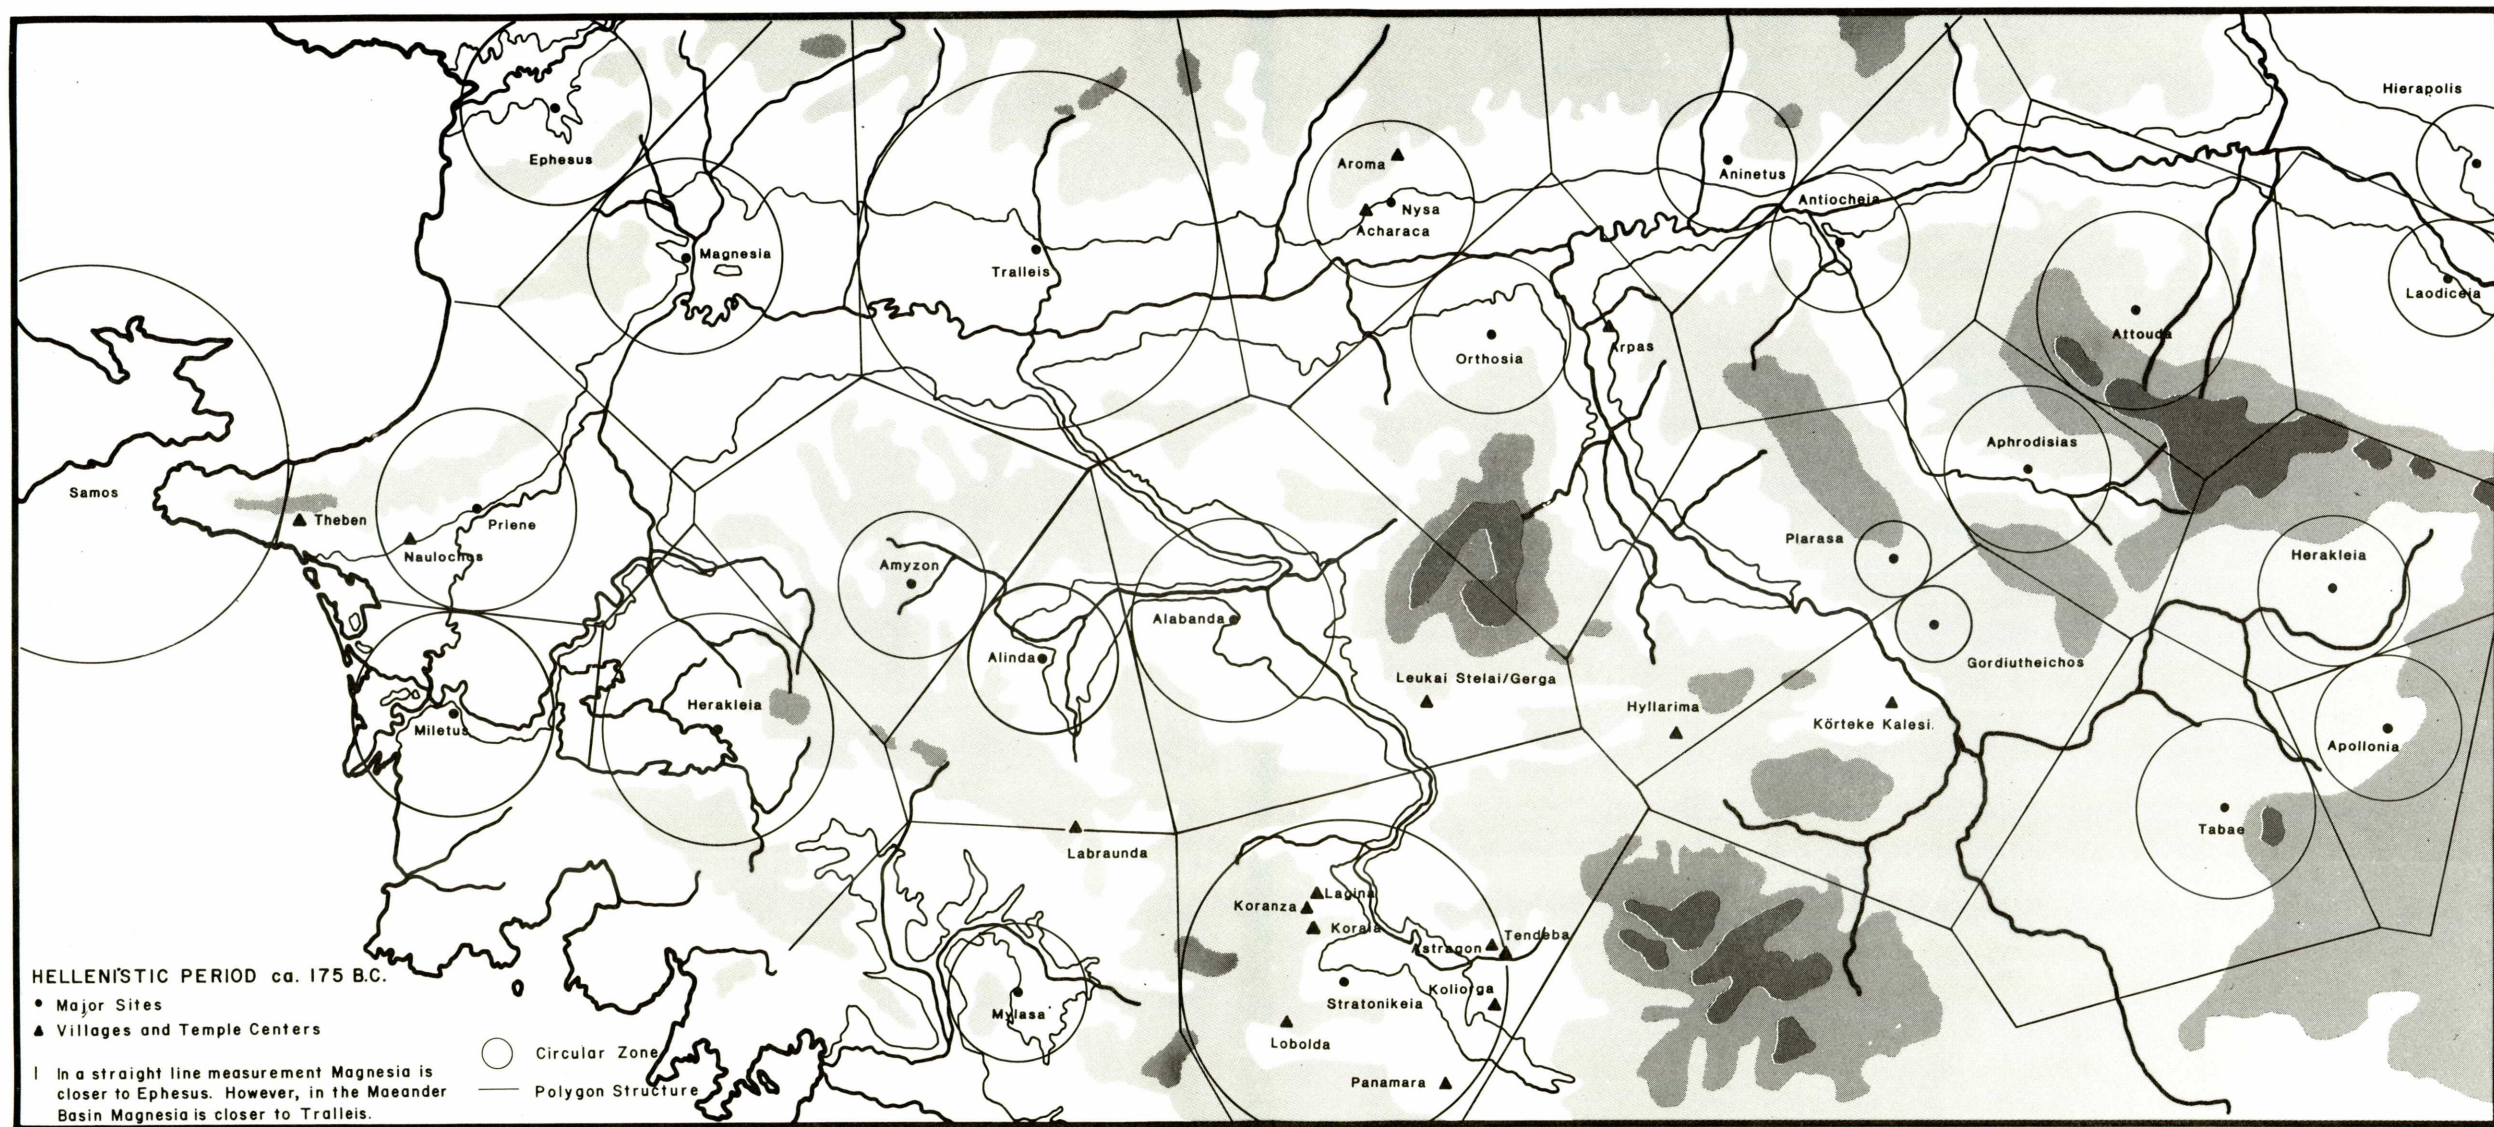 Hierapolis
Ephesus
Aroma
Aninetus
Antiocheia
Nysa
Acharaca
Magnesia
Tralleis
Laodiceia
Attouda
Arpas
Orthosia
Aphrodisias
Samos
Theben
Priene
Naulochos
Plarasa
Herakleia
Amyzon
Alabanda
Alinda
Gordiutheichos
Leukai Stelai/Gerga
Herakleia
Hyllarima
Körteke Kalesi
Miletus
Apollonia
Tabae
Labraunda
Lagina
Koranza
Koraia
Astragon
Tendeba
Koliorga
Stratonikeia
Mylasa
Lobolda
Panamara
HELLENISTIC PERIOD ca. 175 B.C.
Major Sites
Villages and Temple Centers
Circular Zone
Polygon Structure
I In a straight line measurement Magnesia is
closer to Ephesus. However, in the Maeander
Basin Magnesia is closer to Tralleis.